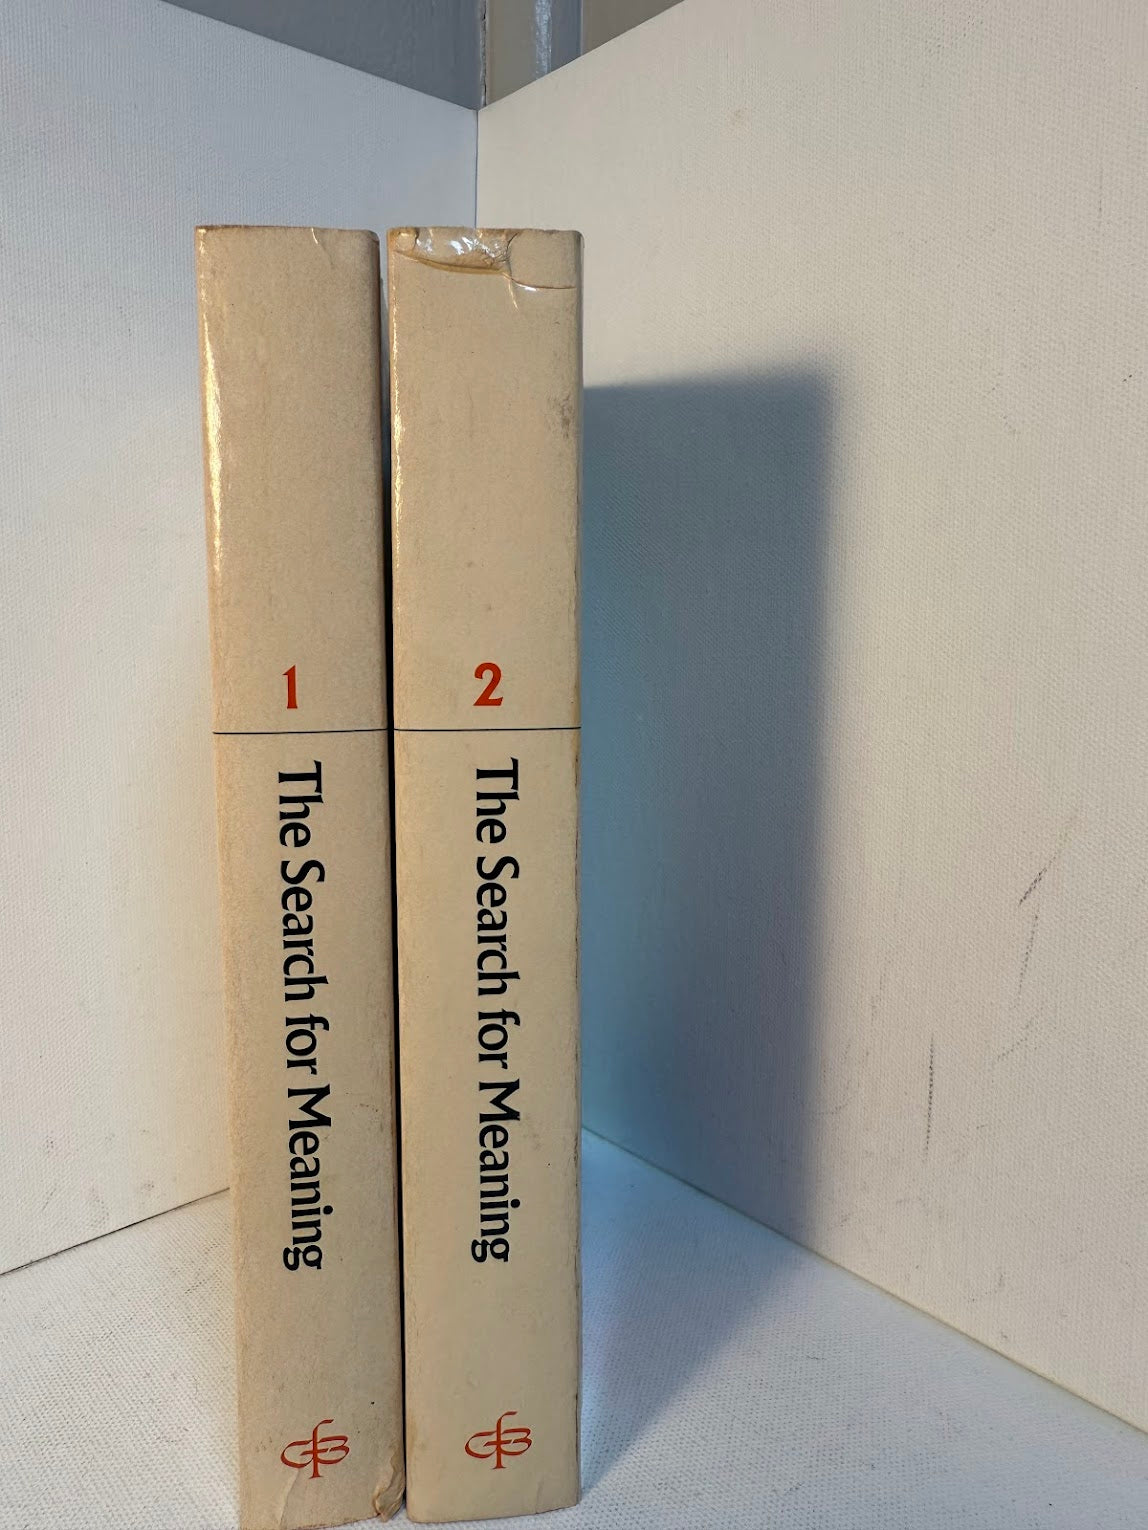 1
The Search for Meaning
2
The Search for Meaning